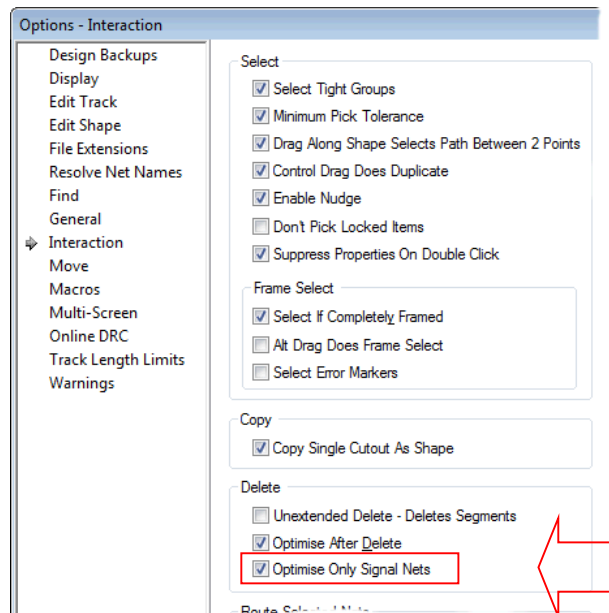 Options - Interaction
Design Backups
Display
Edit Track
Edit Shape
File Extensions
Resolve Net Names
Find
General
Interaction
Move
Macros
Multi-Screen
Online DRC
Track Length Limits
Warnings
Select
Select Tight Groups
Minimum Pick Tolerance
Drag Along Shape Selects Path Between 2 Points
Control Drag Does Duplicate
Enable Nudge
Don't Pick Locked Items
Suppress Properties On Double Click
Frame Select
Select If Completely Framed
Alt Drag Does Frame Select
Select Error Markers
Copy
Copy Single Cutout As Shape
Delete
Unextended Delete - Deletes Segments
Optimise After Delete
Optimise Only Signal Nets
Route